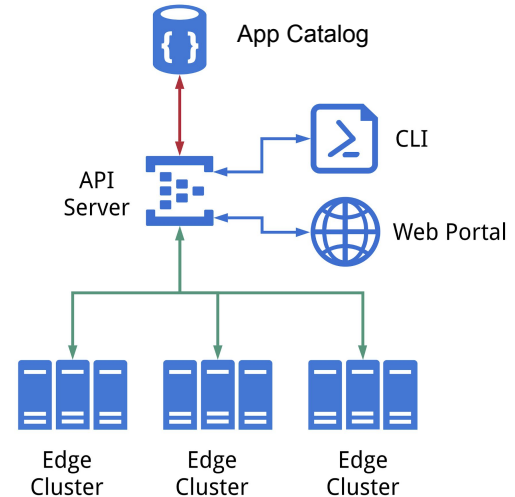 App Catalog
CLI
API
Server
Web Portal
Edge
Cluster
Edge
Cluster
Edge
Cluster